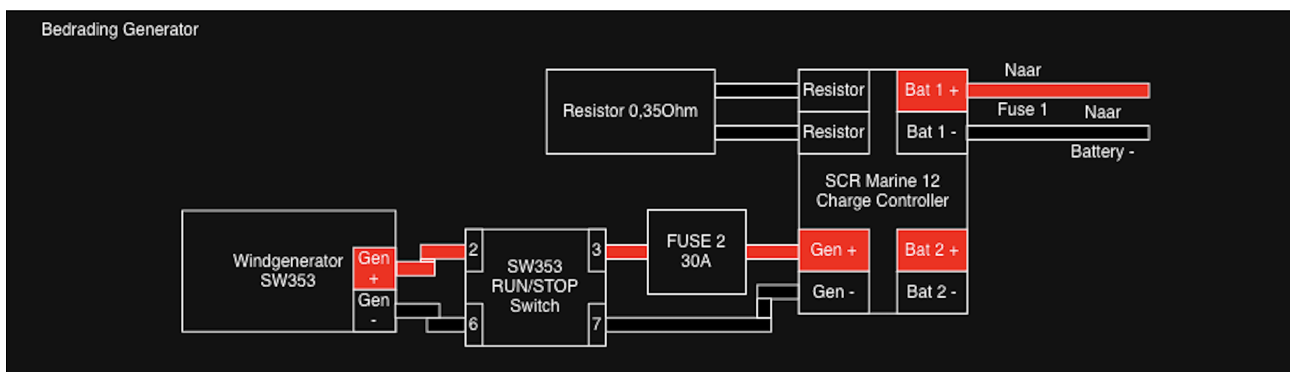 Bedrading Generator
Resistor 0,35Ohm
Resistor
Resistor
Bat 1 +
Bat 1 -
Naar
Fuse 1
Naar
Battery -
SCR Marine 12
Charge Controller
Windgenerator
SW353
Gen
+
Gen
-
2
6
SW353
RUN/STOP
Switch
3
7
FUSE 2
30A
Gen +
Gen -
Bat 2 +
Bat 2 -